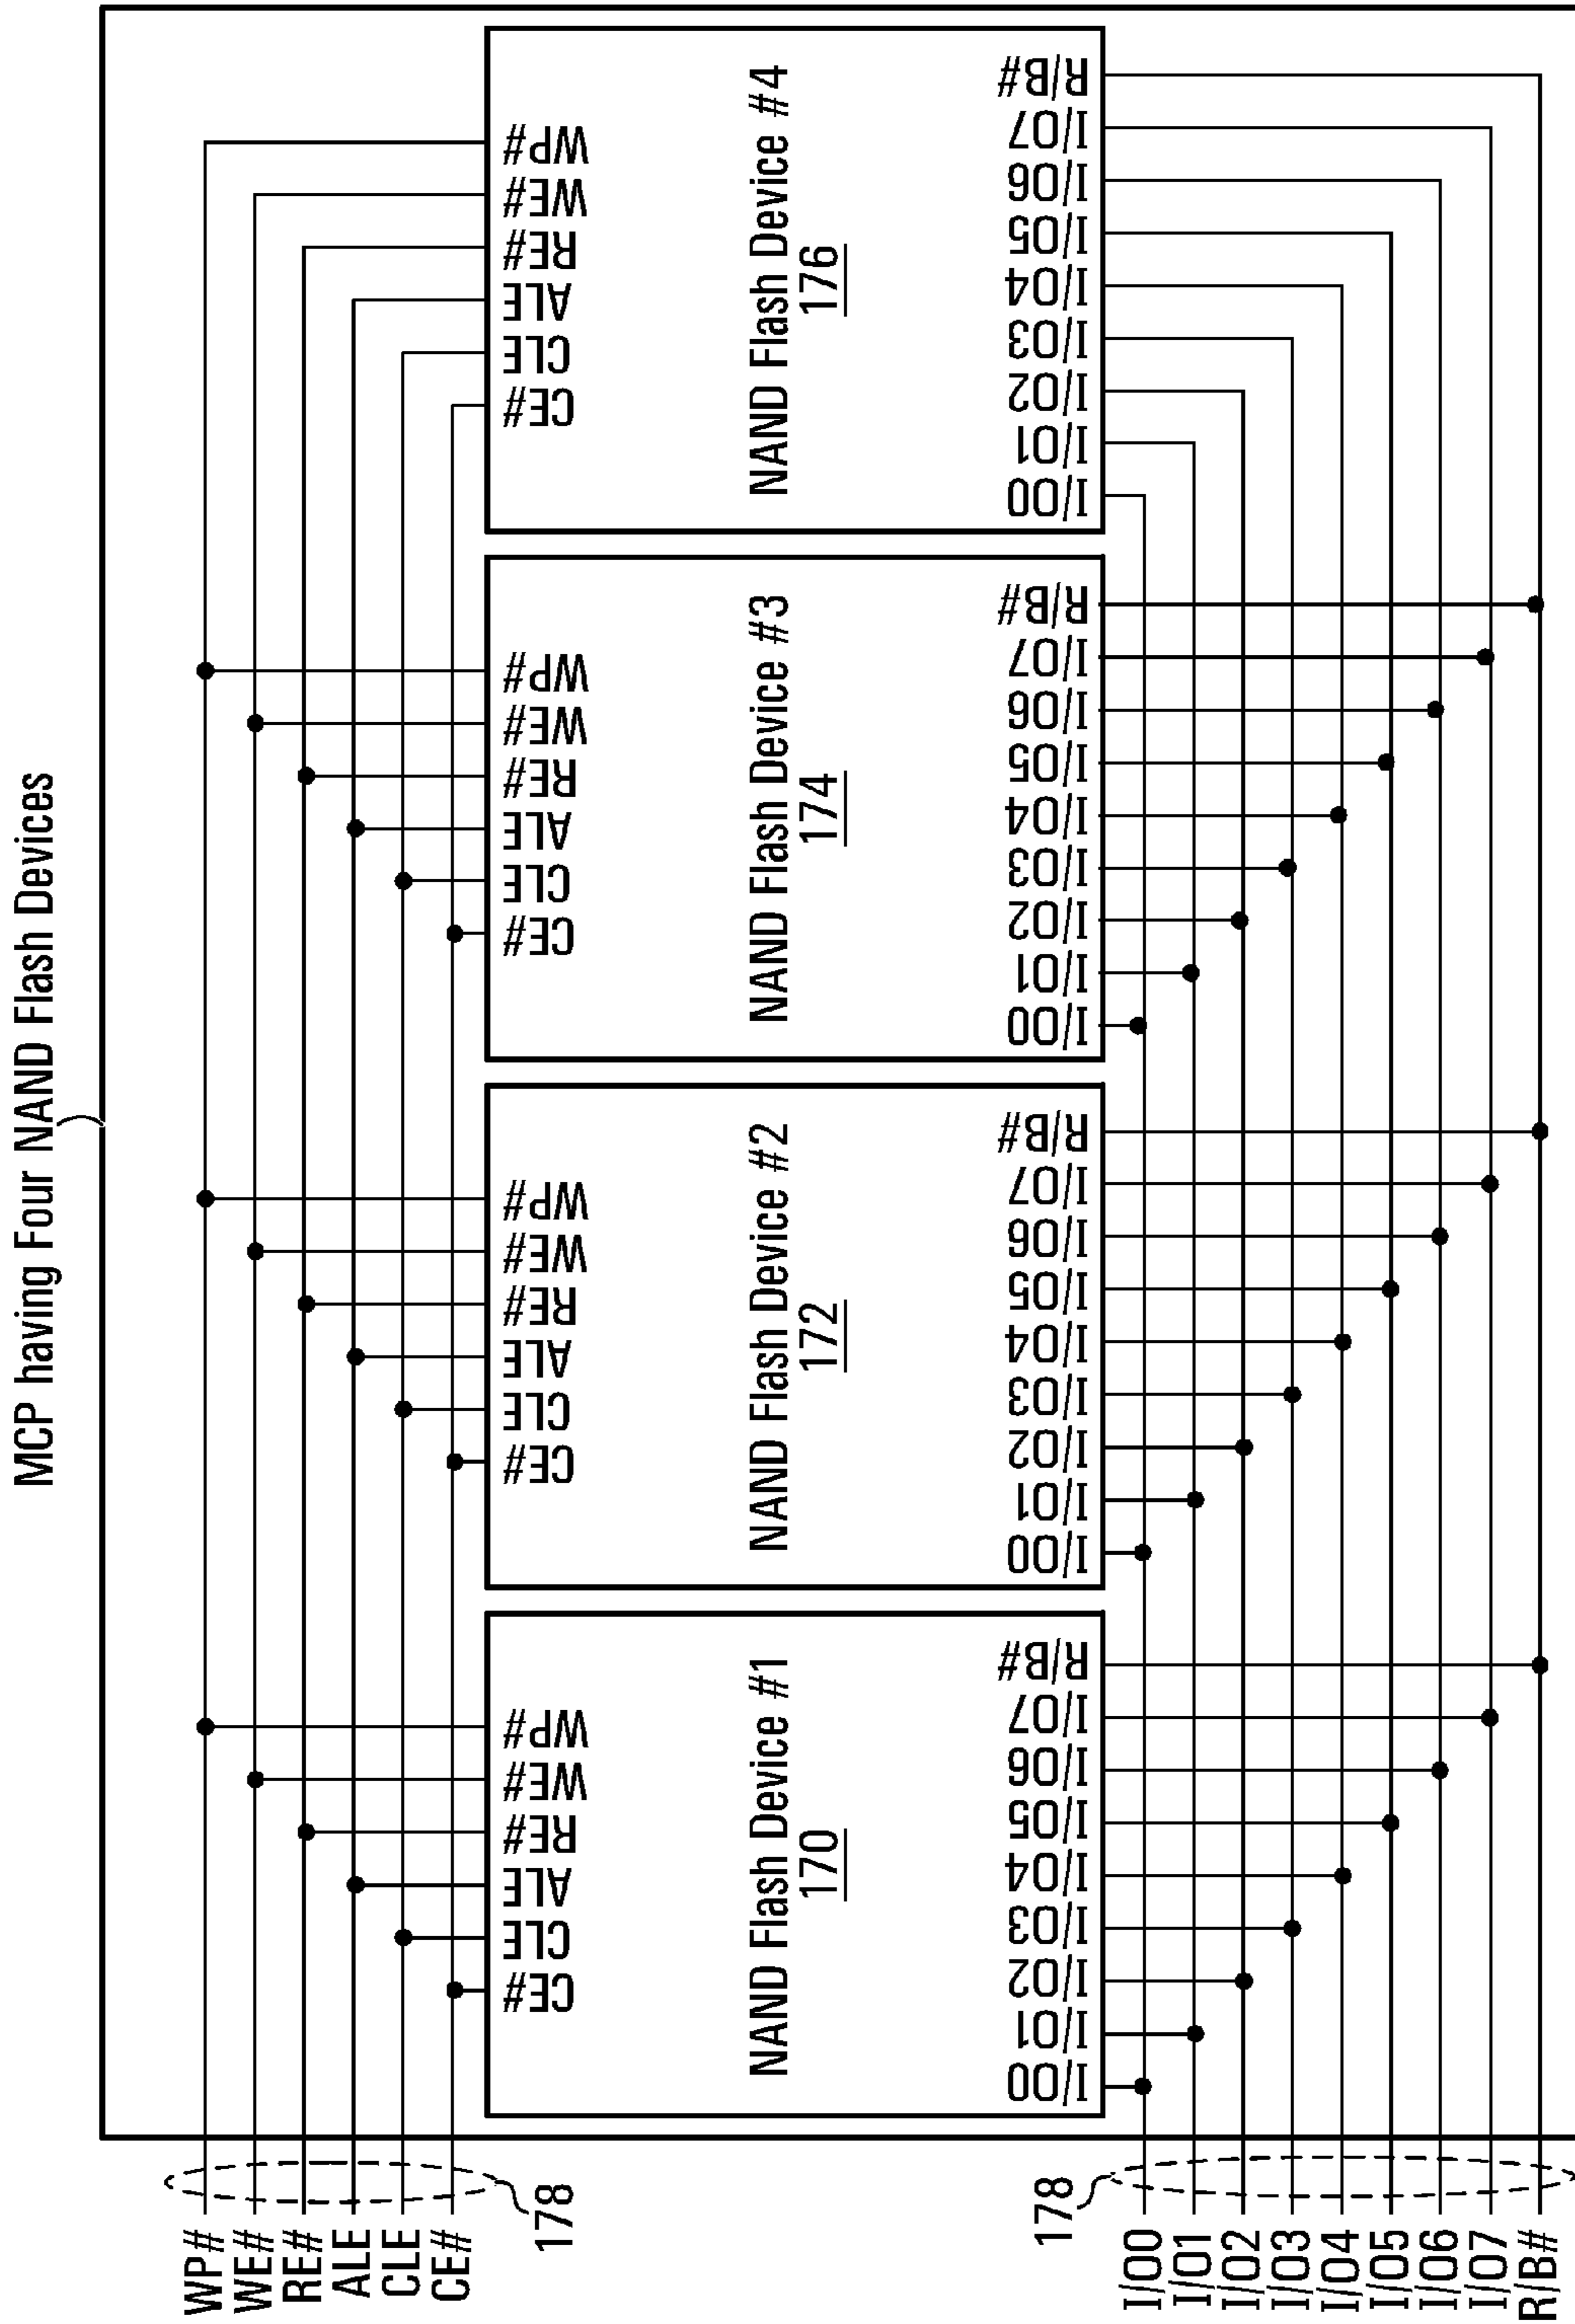 MCP having Four NAND Flash Devices
WP#
WE#
RE#
ALE
CLE
CE#
178
178
I/O0
I/O1
I/O2
I/O3
I/O4
I/O5
I/O6
I/O7
R/B#
CE#
CLE
ALE
RE#
WE#
WP#
NAND Flash Device #1
170
I/O0
I/O1
I/O2
I/O3
I/O4
I/O5
I/O6
I/O7
R/B#
CE#
CLE
ALE
RE#
WE#
WP#
NAND Flash Device #2
172
I/O0
I/O1
I/O2
I/O3
I/O4
I/O5
I/O6
I/O7
R/B#
CE#
CLE
ALE
RE#
WE#
WP#
NAND Flash Device #3
174
I/O0
I/O1
I/O2
I/O3
I/O4
I/O5
I/O6
I/O7
R/B#
CE#
CLE
ALE
RE#
WE#
WP#
NAND Flash Device #4
176
I/O0
I/O1
I/O2
I/O3
I/O4
I/O5
I/O6
I/O7
R/B#